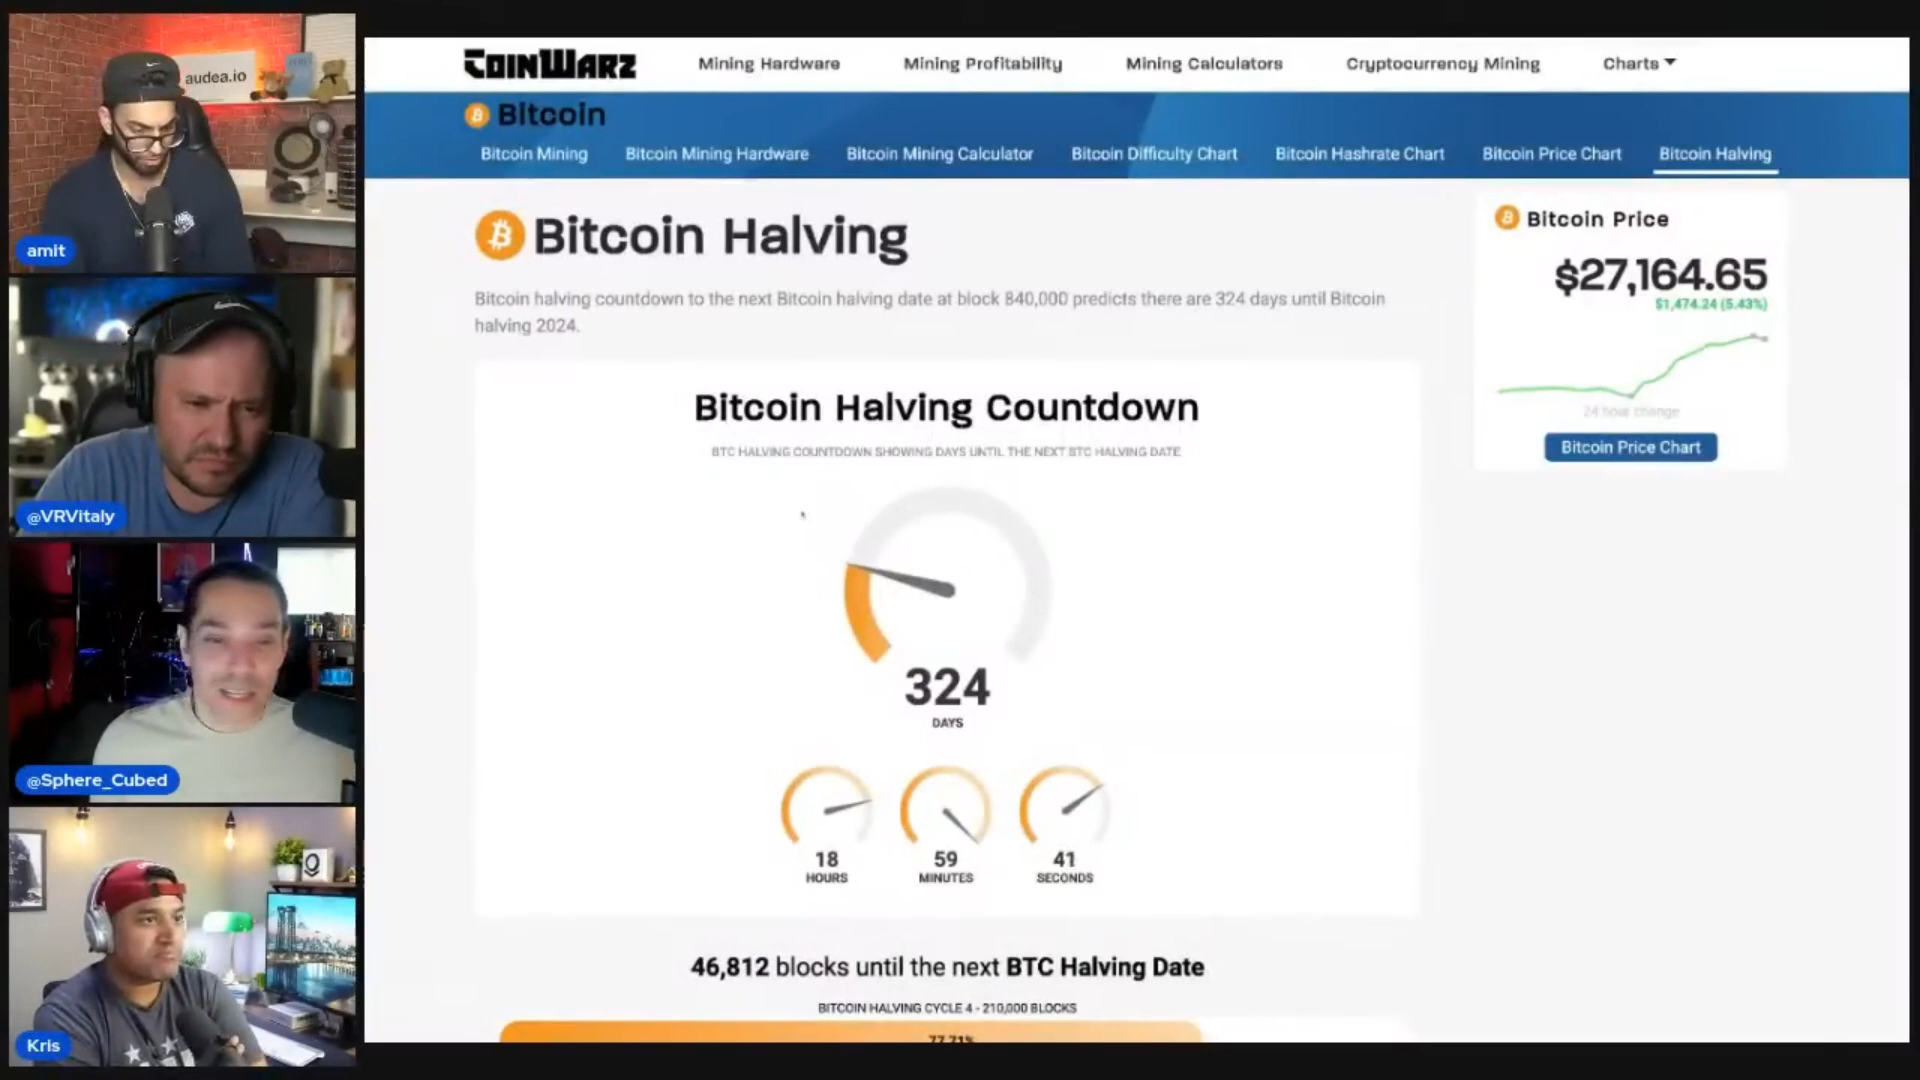 audea.io
amit
@VRVitaly
@Sphere_Cubed
Kris
COINWARZ
Mining Hardware
Mining Profitability
Mining Calculators
Cryptocurrency Mining
Charts
Bitcoin
Bitcoin Mining
Bitcoin Mining Hardware
Bitcoin Mining Calculator
Bitcoin Difficulty Chart
Bitcoin Hashrate Chart
Bitcoin Price Chart
Bitcoin Halving
Bitcoin Halving
Bitcoin halving countdown to the next Bitcoin halving date at block 840,000 predicts there are 324 days until Bitcoin
halving 2024.
Bitcoin Halving Countdown
BTC HALVING COUNTDOWN SHOWING DAYS UNTIL THE NEXT BTC HALVING DATE
324
DAYS
18
HOURS
59
MINUTES
41
SECONDS
46,812 blocks until the next BTC Halving Date
BITCOIN HALVING CYCLE 4 - 210,000 BLOCKS
77.71%
Bitcoin Price
$27,164.65
$1,474.24 (5.43%)
24 hour change
Bitcoin Price Chart